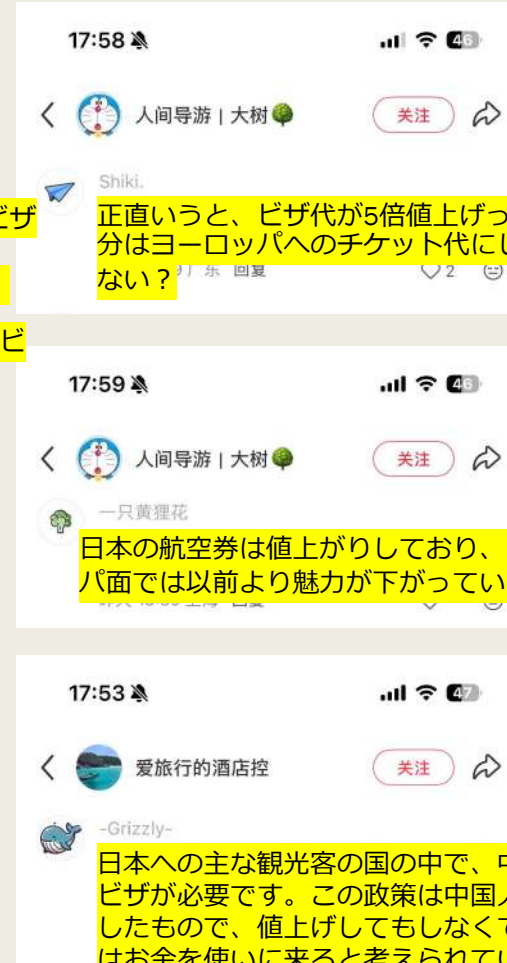 17:58
46
人间导游 | 大树
关注
Shiki.
ビザ
正直いうと、ビザ代が5倍値上げっ
分はヨーロッパへのチケット代にし
ない？
广东 回复
2
ビ
17:59
46
人间导游 | 大树
关注
一只黄狸花
日本の航空券は値上がりしており、
パ面では以前より魅力が下がってい
17:53
47
爱旅行的酒店控
关注
-Grizzly-
日本への主な観光客の国の中で、中
ビザが必要です。この政策は中国人
したもので、値上げしてもしなくて
はお金を使いに来ると考えられてい